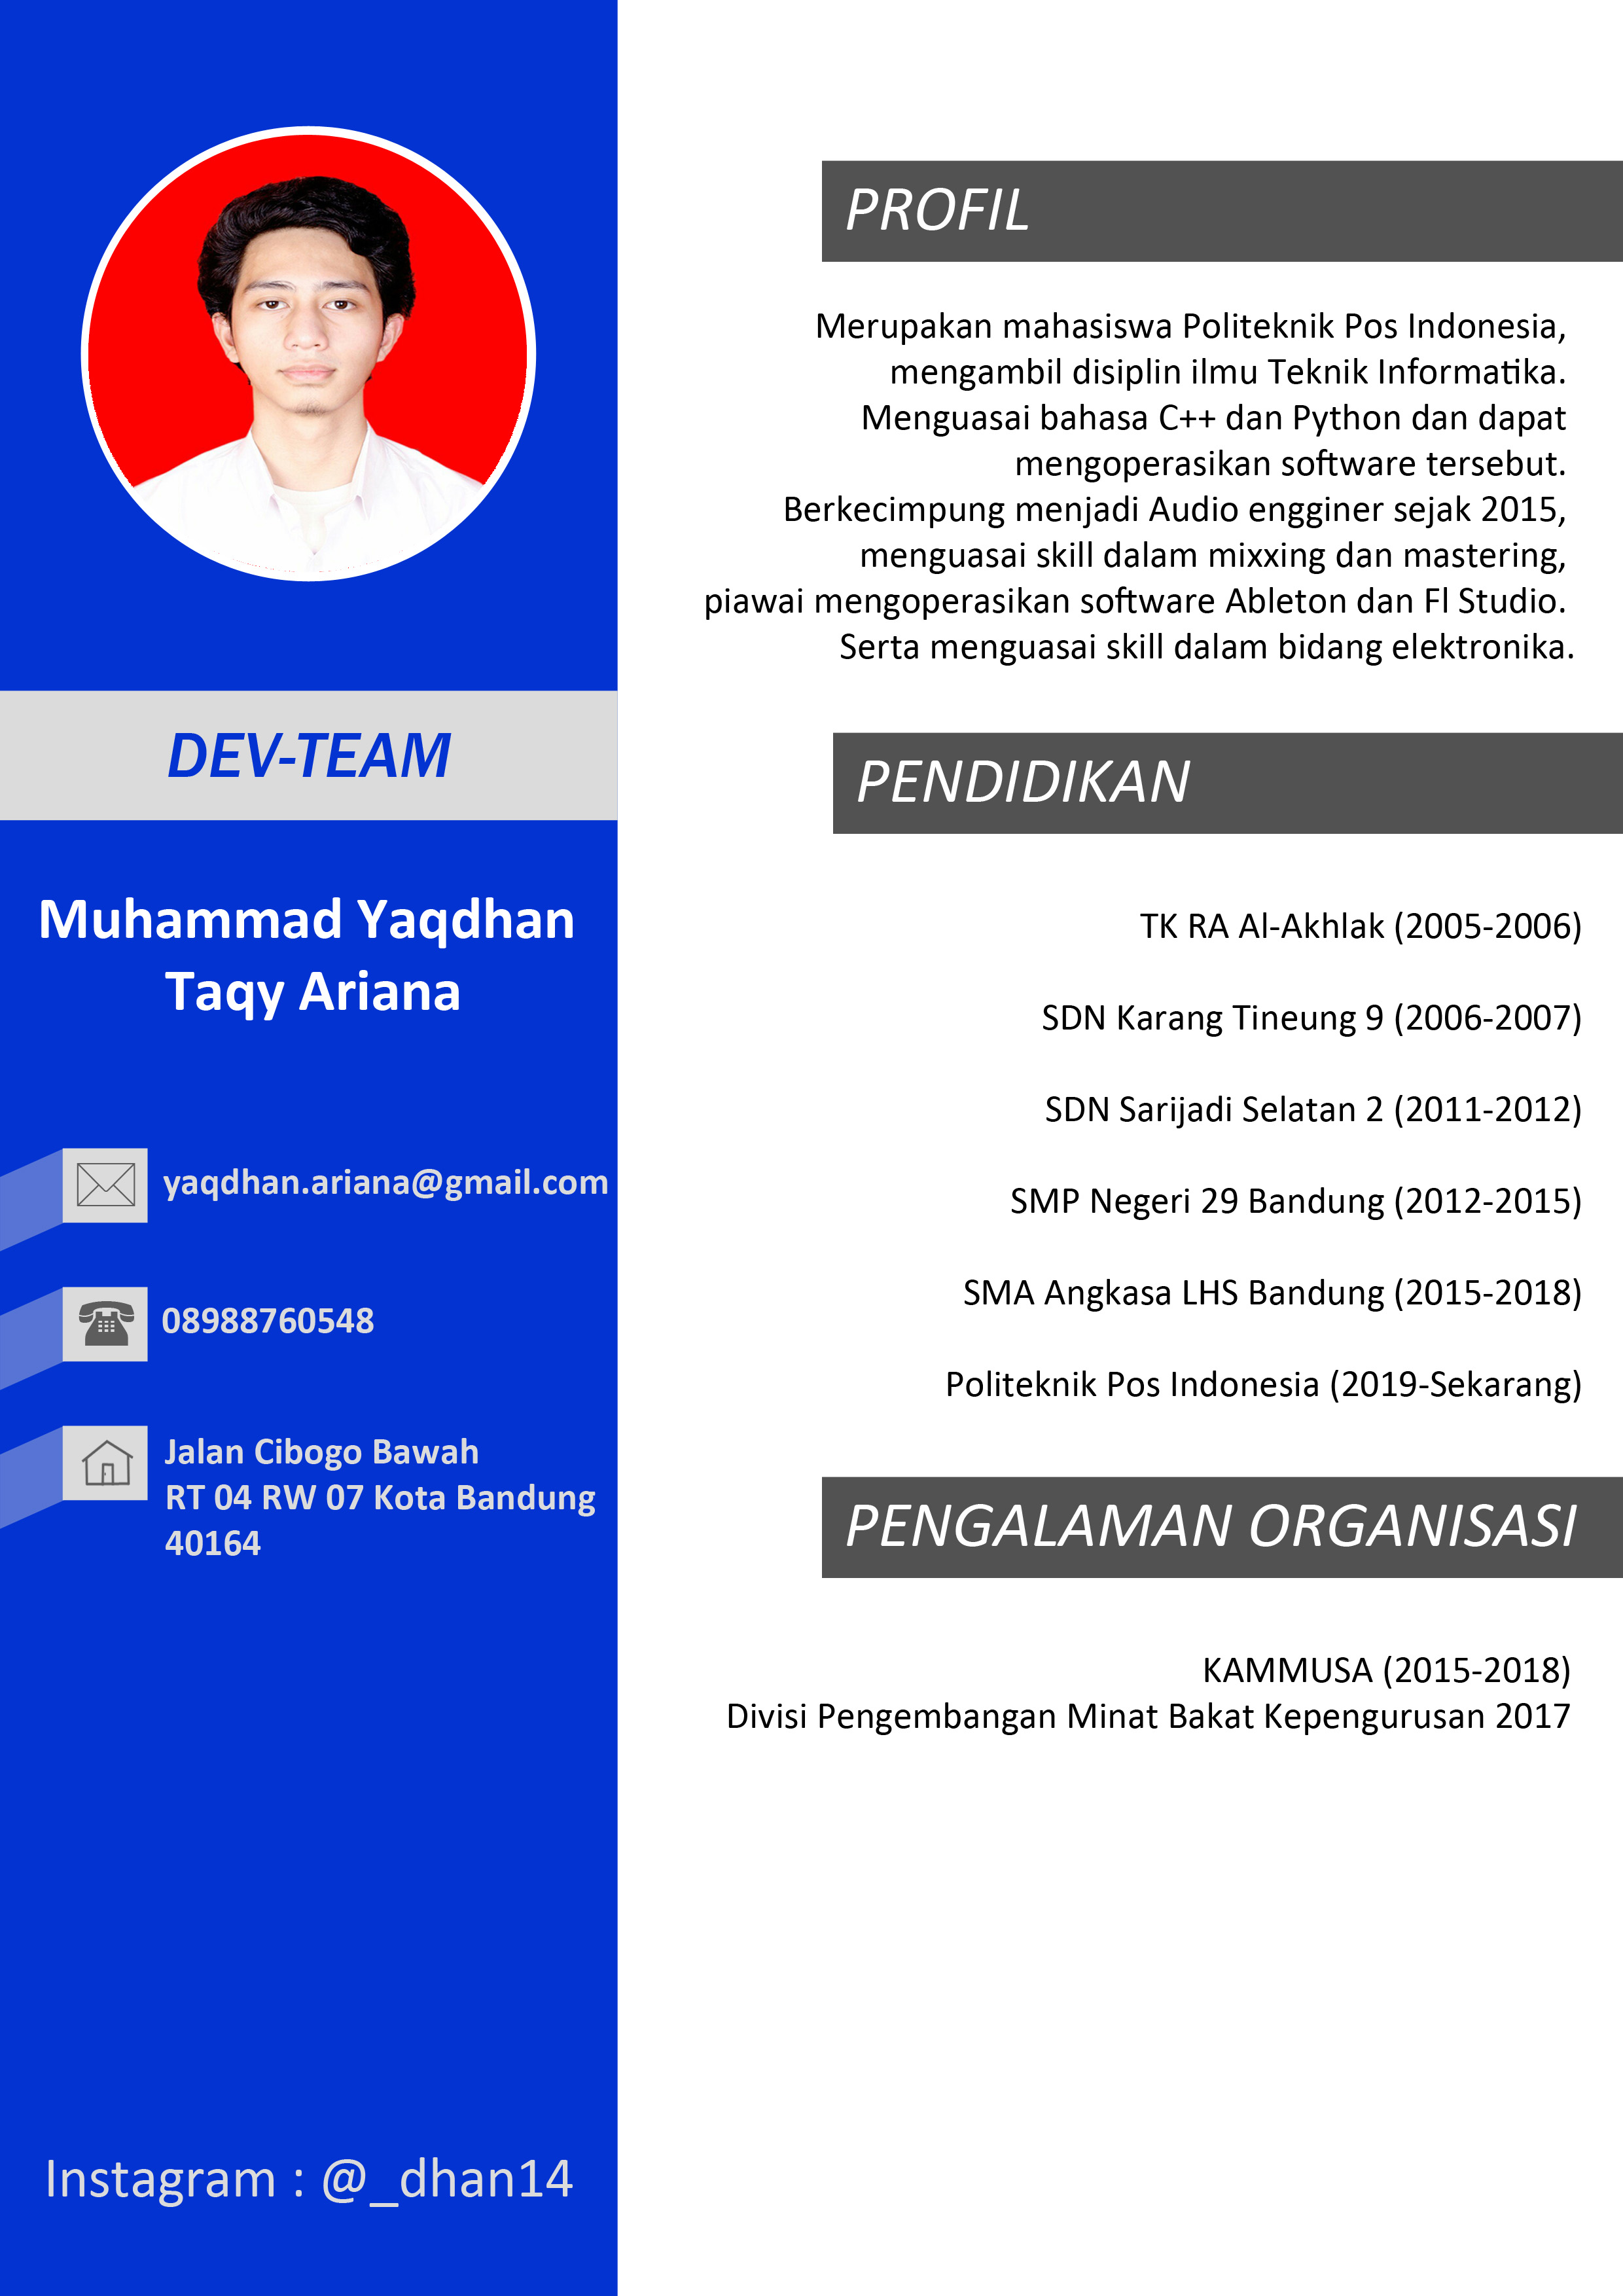 DEV-TEAM
Muhammad Yaqdhan
Taqy Ariana
yaqdhan.ariana@gmail.com
08988760548
Jalan Cibogo Bawah
RT 04 RW 07 Kota Bandung
40164
Instagram : @_dhan14
PROFIL
Merupakan mahasiswa Politeknik Pos Indonesia,
mengambil disiplin ilmu Teknik Informatika.
Menguasai bahasa C++ dan Python dan dapat
mengoperasikan software tersebut.
Berkecimpung menjadi Audio engginer sejak 2015,
menguasai skill dalam mixxing dan mastering,
piawai mengoperasikan software Ableton dan Fl Studio.
Serta menguasai skill dalam bidang elektronika.
PENDIDIKAN
TK RA Al-Akhlak (2005-2006)
SDN Karang Tineung 9 (2006-2007)
SDN Sarijadi Selatan 2 (2011-2012)
SMP Negeri 29 Bandung (2012-2015)
SMA Angkasa LHS Bandung (2015-2018)
Politeknik Pos Indonesia (2019-Sekarang)
PENGALAMAN ORGANISASI
KAMMUSA (2015-2018)
Divisi Pengembangan Minat Bakat Kepengurusan 2017